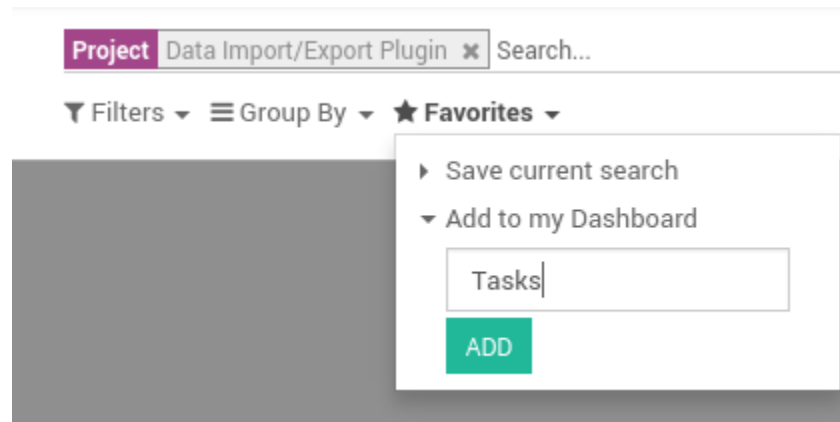 Project Data Import/Export Plugin Search...
Filters Group By Favorites
Save current search
Add to my Dashboard
Tasks
ADD